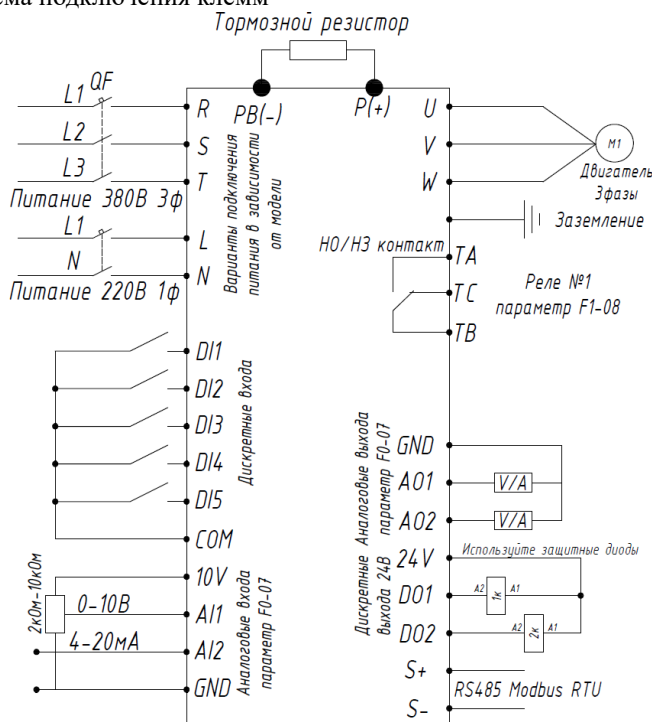 Тормозной резистор
L1 QF
R
PB(-)
P(+)
U
L2
S
V
L3
T
W
M1
Питание 380В 3ф
Двигатель
3фазы
Варианты подключения
питания в зависимости
от модели
Заземление
L1
L
N
N
Питание 220В 1ф
НО/НЗ контакт
TA
TC
TB
Реле №1
параметр F1-08
DI1
DI2
DI3
DI4
DI5
COM
Дискретные входа
10V
AI1
AI2
GND
2кОм-10кОм
0-10В
4-20мА
Аналоговые входа
параметр F0-07
GND
AO1
AO2
V/A
V/A
Аналоговые выхода
параметр F0-07
24V
Используйте защитные диоды
DO1
A2
1к
A1
DO2
A2
2к
A1
Дискретные
выхода 24В
S+
S-
RS485 Modbus RTU